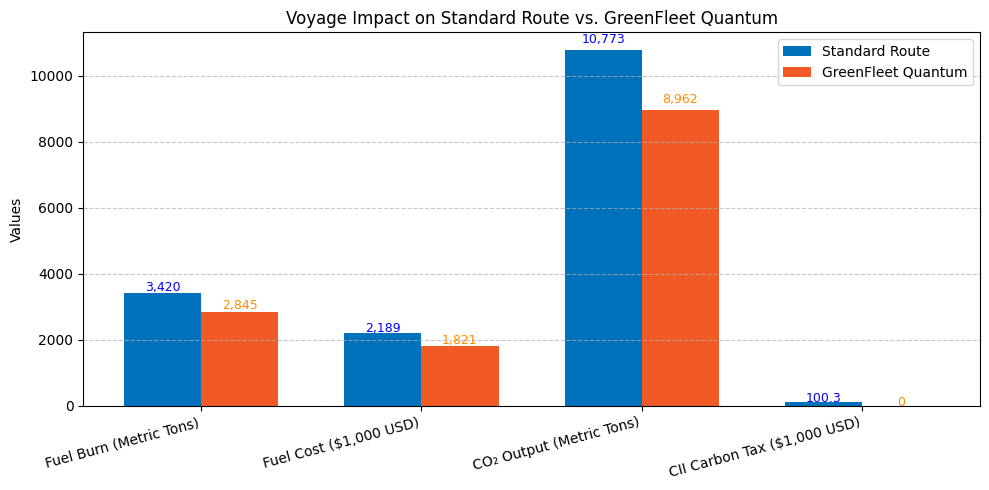 Voyage Impact on Standard Route vs. GreenFleet Quantum
Standard Route
GreenFleet Quantum
Values
10000
8000
6000
4000
2000
0
3,420
2,845
2,189
1,821
10,773
8,962
100.3
0
Fuel Burn (Metric Tons)
Fuel Cost ($1,000 USD)
CO₂ Output (Metric Tons)
CII Carbon Tax ($1,000 USD)